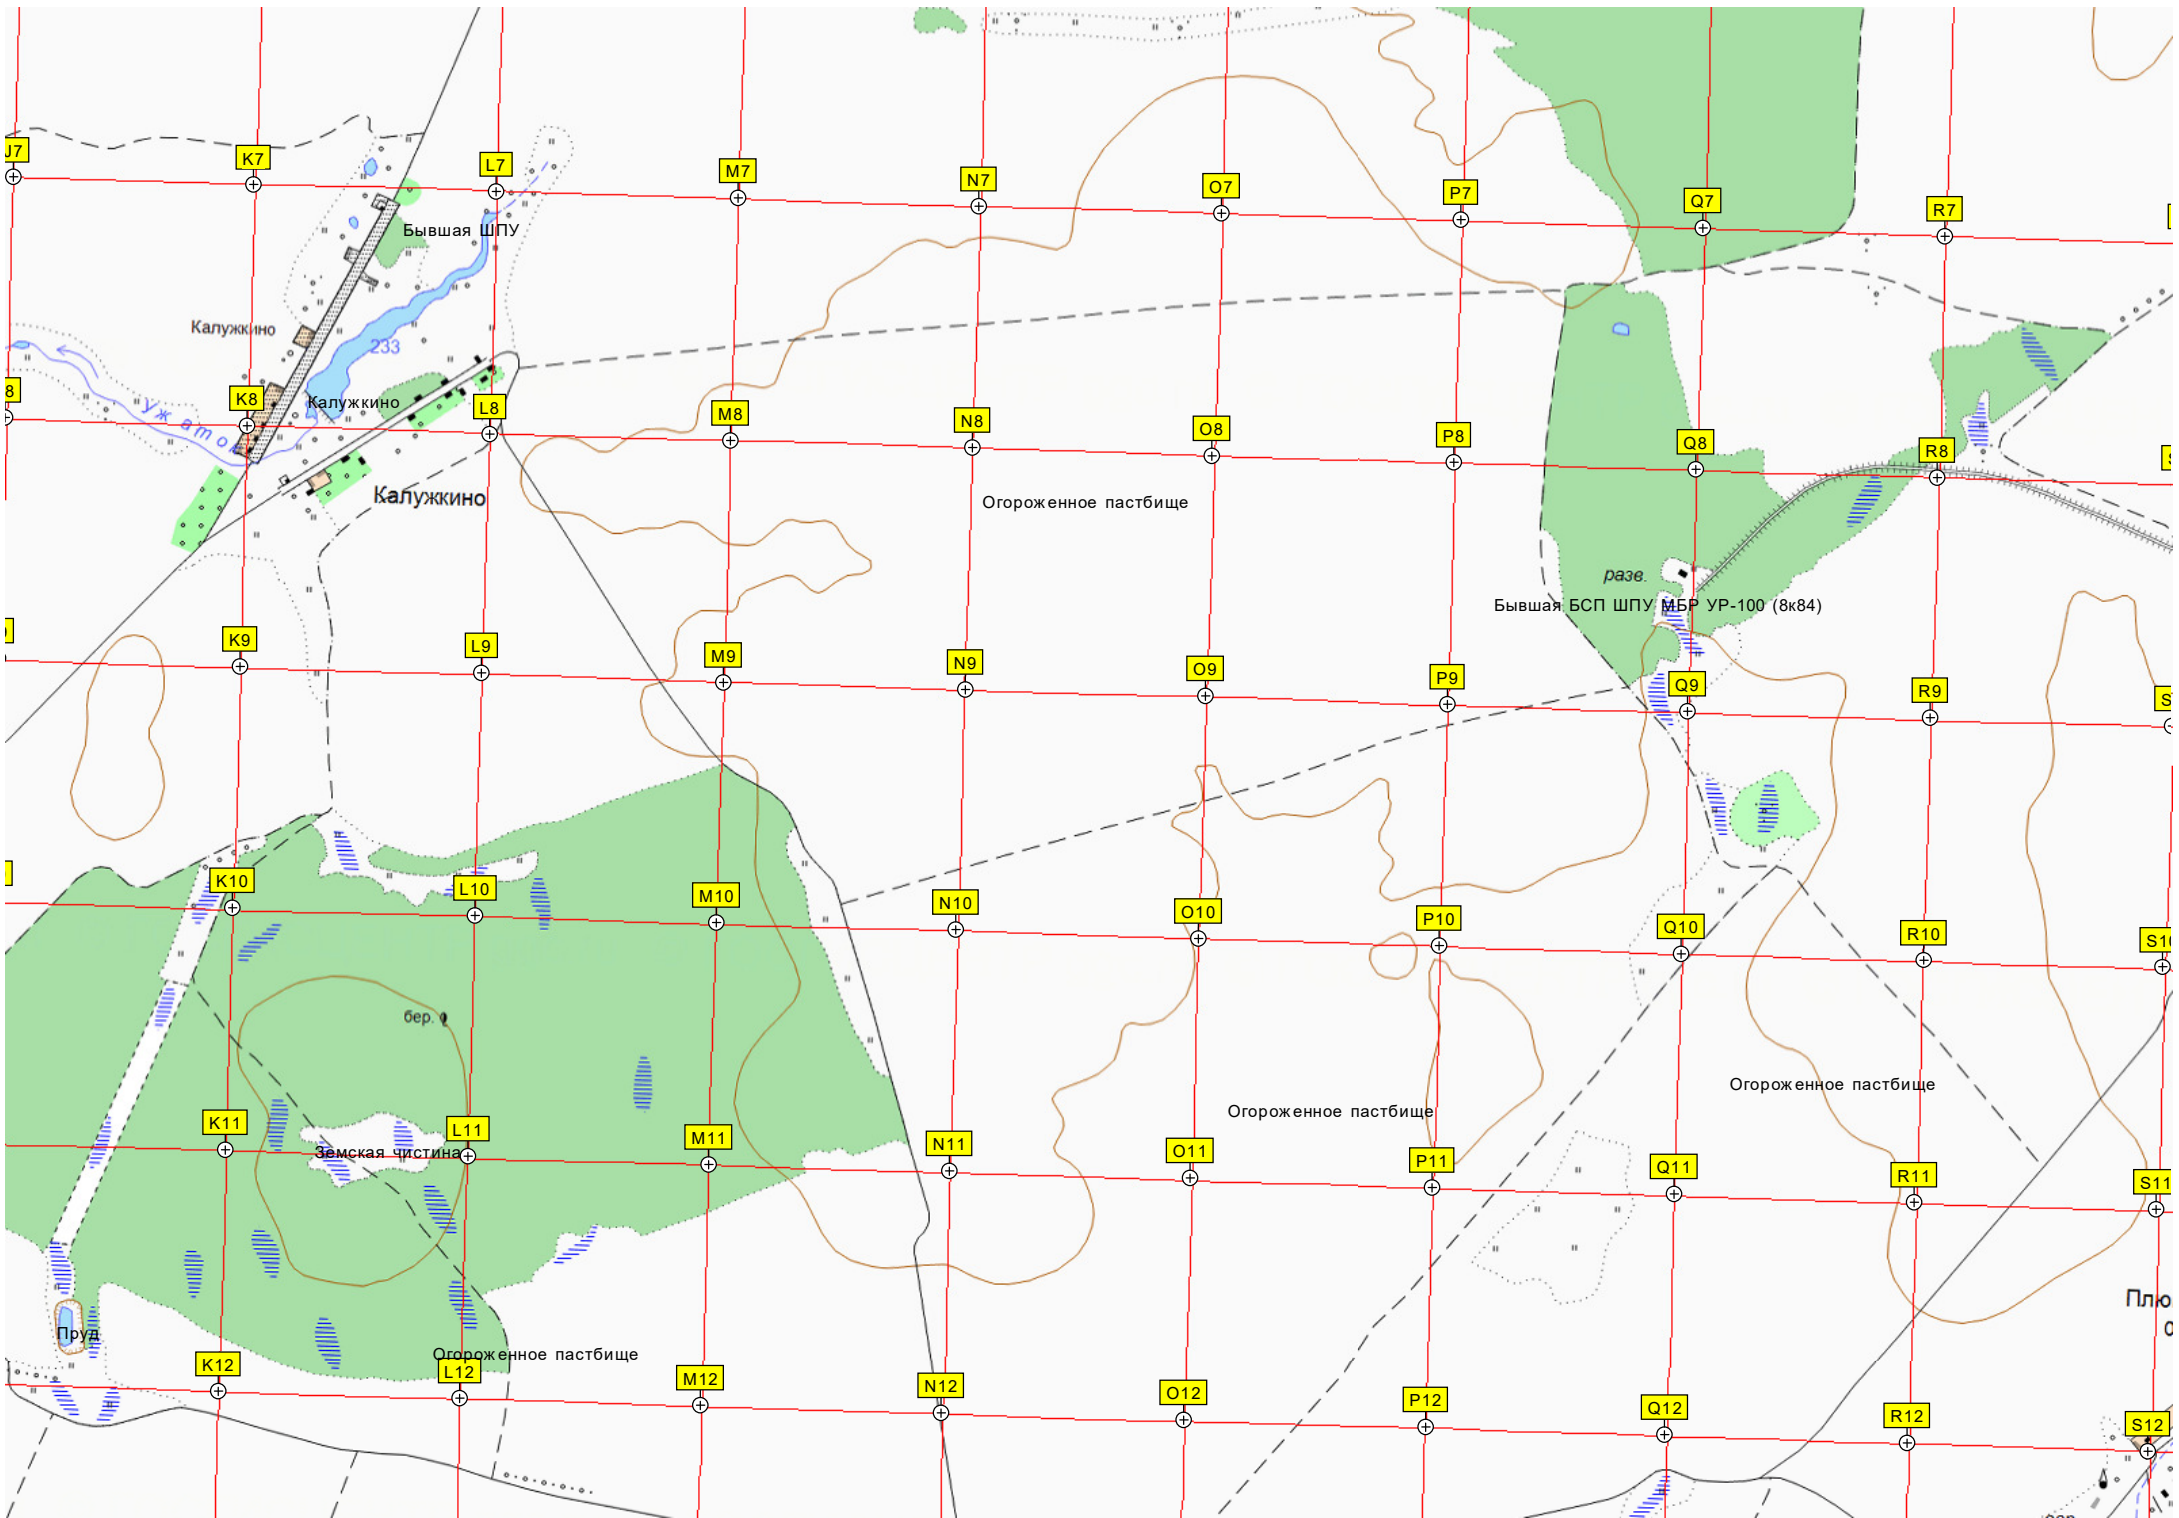 J7
K7
L7
M7
N7
O7
P7
Q7
R7
Бывшая ШПУ
Калужкино
233
8
K8
Калужкино
L8
M8
N8
O8
P8
Q8
R8
Калужкино
Огороженное пастбище
разв.
Бывшая БСП ШПУ МБР УР-100 (8к84)
K9
L9
M9
N9
O9
P9
Q9
R9
S
K10
L10
M10
N10
O10
P10
Q10
R10
S10
бер.
Огороженное пастбище
Огороженное пастбище
K11
L11
M11
N11
O11
P11
Q11
R11
S11
Земская чистина
Плю
Пруд
Огороженное пастбище
K12
L12
M12
N12
O12
P12
Q12
R12
S12